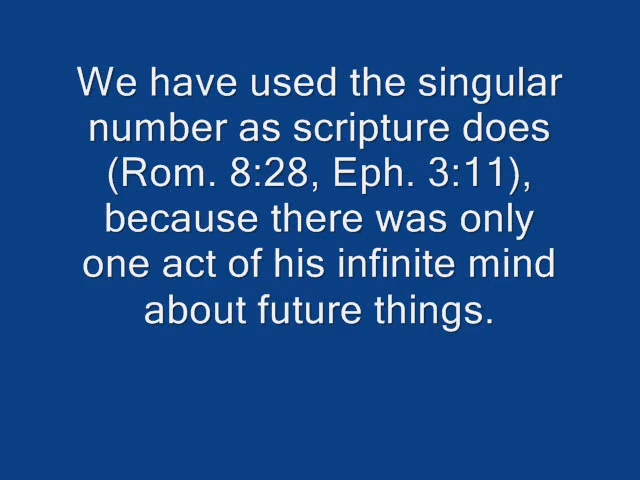 We have used the singular
number as scripture does
(Rom. 8:28, Eph. 3:11),
because there was only
one act of his infinite mind
about future things.